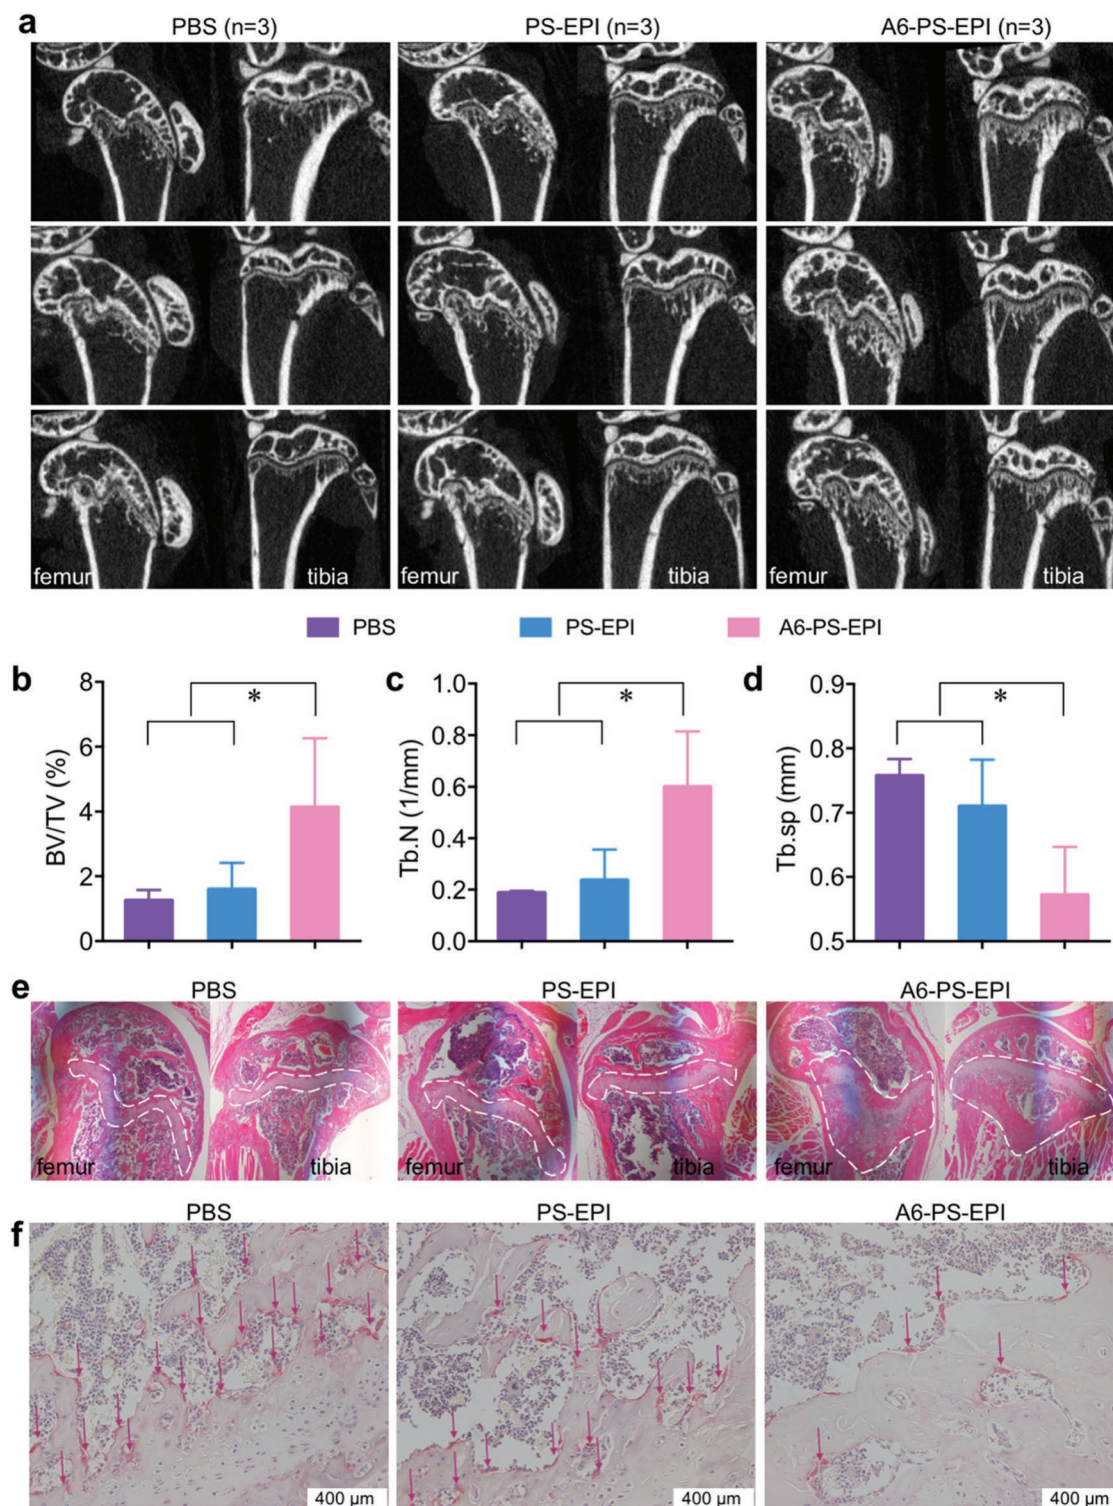 a
PBS (n=3) PS-EPI (n=3) A6-PS-EPI (n=3)
femur tibia femur tibia femur tibia
PBS PS-EPI A6-PS-EPI
b
BV/TV (%)
8
6
4
2
0
*
c
Tb.N (1/mm)
1.0
0.8
0.6
0.4
0.2
0.0
*
d
Tb.sp (mm)
0.9
0.8
0.7
0.6
0.5
*
e
PBS PS-EPI A6-PS-EPI
femur tibia femur tibia femur tibia
f
PBS PS-EPI A6-PS-EPI
400 µm 400 µm 400 µm